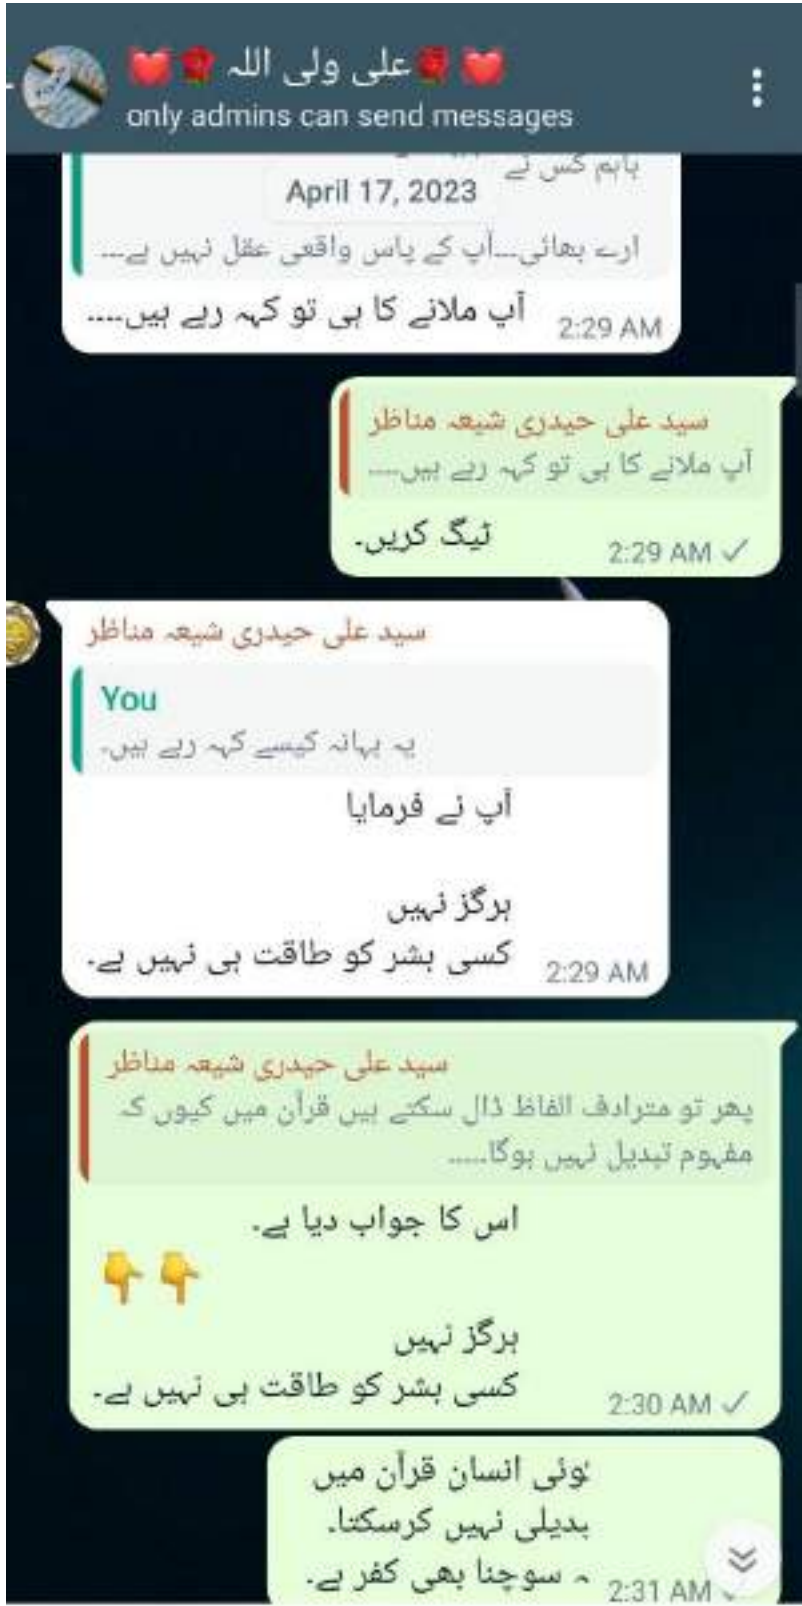 ❤️🌹علی ولی اللہ🌹❤️
only admins can send messages
باہم کس نے
April 17, 2023
ارے بھائی...آپ کے پاس واقعی عقل نہیں ہے....
آپ ملانے کا ہی تو کہہ رہے ہیں....
2:29 AM
سید علی حیدری شیعہ مناظر
آپ ملانے کا ہی تو کہہ رہے ہیں....
ٹیگ کریں۔
2:29 AM
سید علی حیدری شیعہ مناظر
You
یہ بہانہ کیسے کہہ رہے ہیں۔
آپ نے فرمایا
ہرگز نہیں
کسی بشر کو طاقت ہی نہیں ہے۔
2:29 AM
سید علی حیدری شیعہ مناظر
پھر تو مترادف الفاظ ڈال سکتے ہیں قرآن میں کیوں کہ
مفہوم تبدیل نہیں ہوگا.....
اس کا جواب دیا ہے۔
👇👇
ہرگز نہیں
کسی بشر کو طاقت ہی نہیں ہے۔
2:30 AM
انسان قرآن میں
نہیں کرسکتا۔
سوچنا بھی کفر ہے۔
2:31 AM